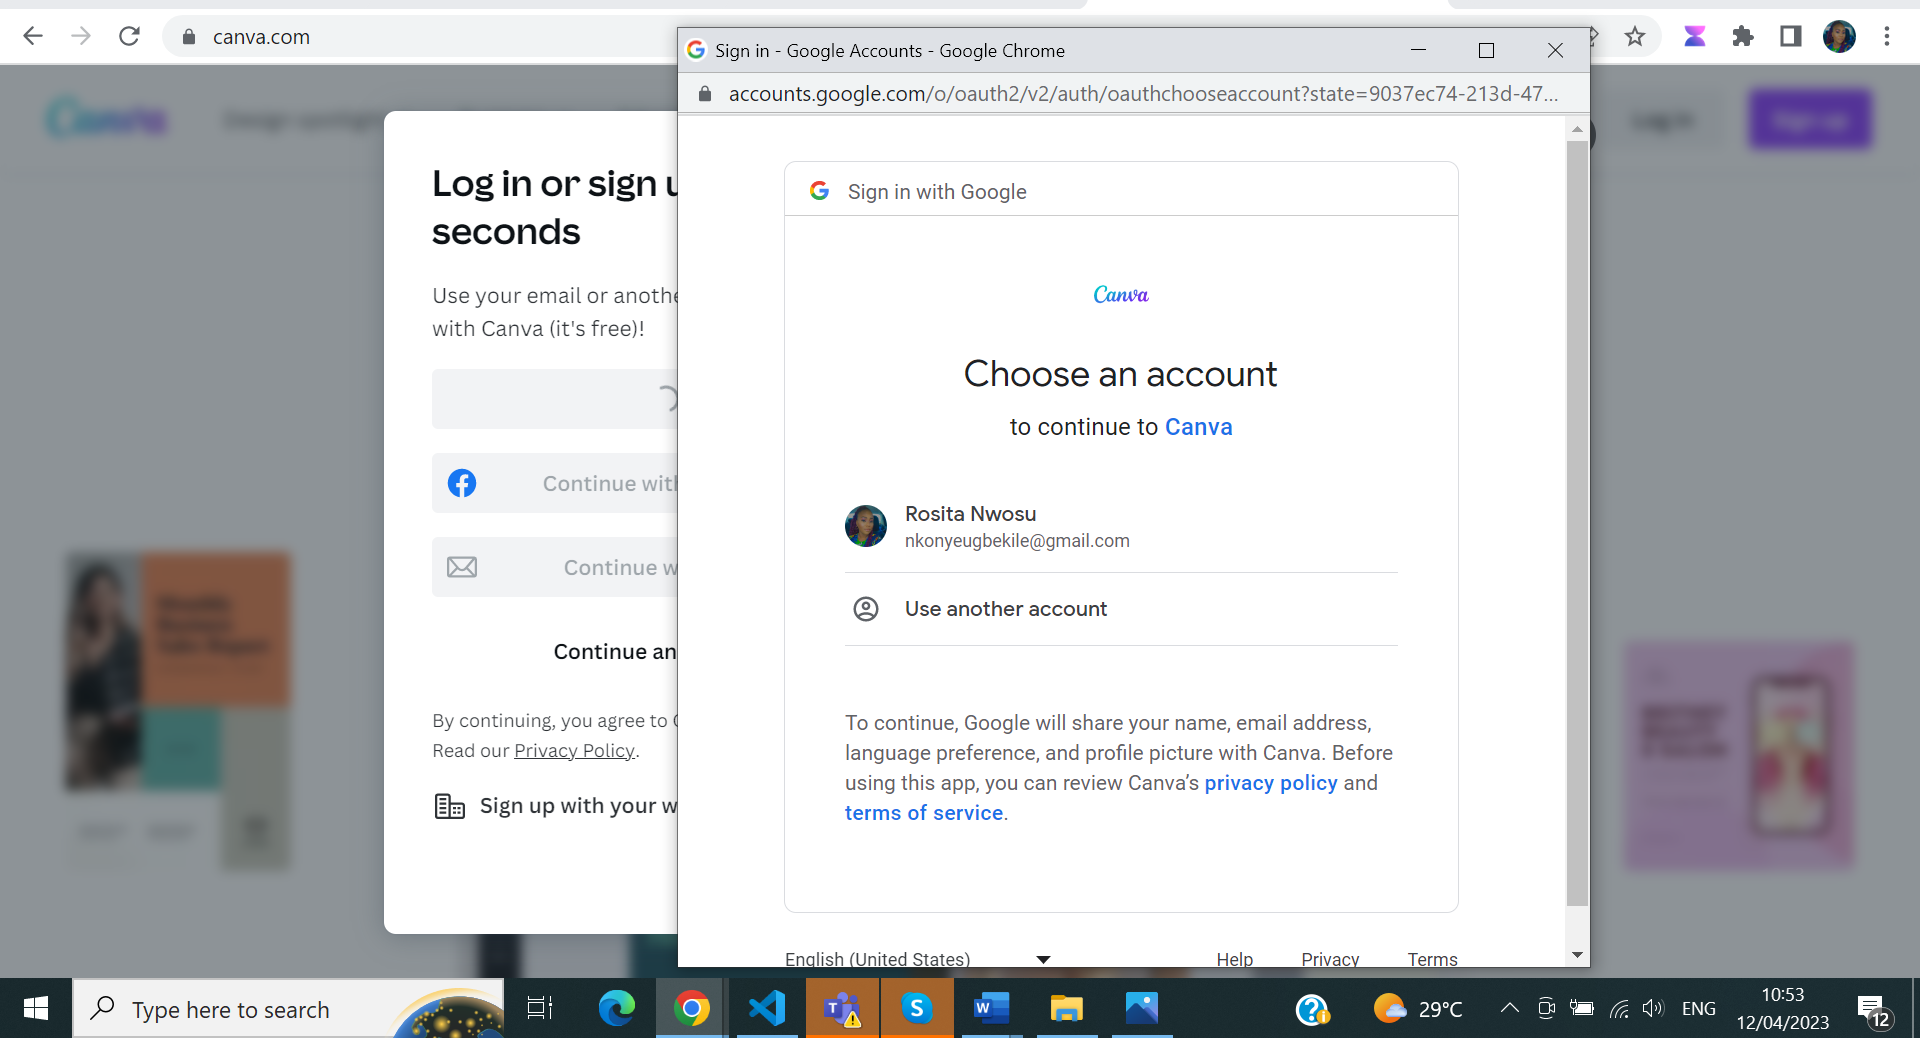 canva.com
Canva
Log in
Sign up
Log in or sign u
seconds
Use your email or anothe
with Canva (it's free)!
Continue with
Continue w
Continue an
By continuing, you agree to C
Read our Privacy Policy.
Sign up with your w
Sign in - Google Accounts - Google Chrome
accounts.google.com/o/oauth2/v2/auth/oauthchooseaccount?state=9037ec74-213d-47...
Sign in with Google
Canva
Choose an account
to continue to Canva
Rosita Nwosu
nkonyeugbekile@gmail.com
Use another account
To continue, Google will share your name, email address,
language preference, and profile picture with Canva. Before
using this app, you can review Canva’s privacy policy and
terms of service.
English (United States)
Help
Privacy
Terms
Type here to search
29°C
ENG
10:53
12/04/2023
12